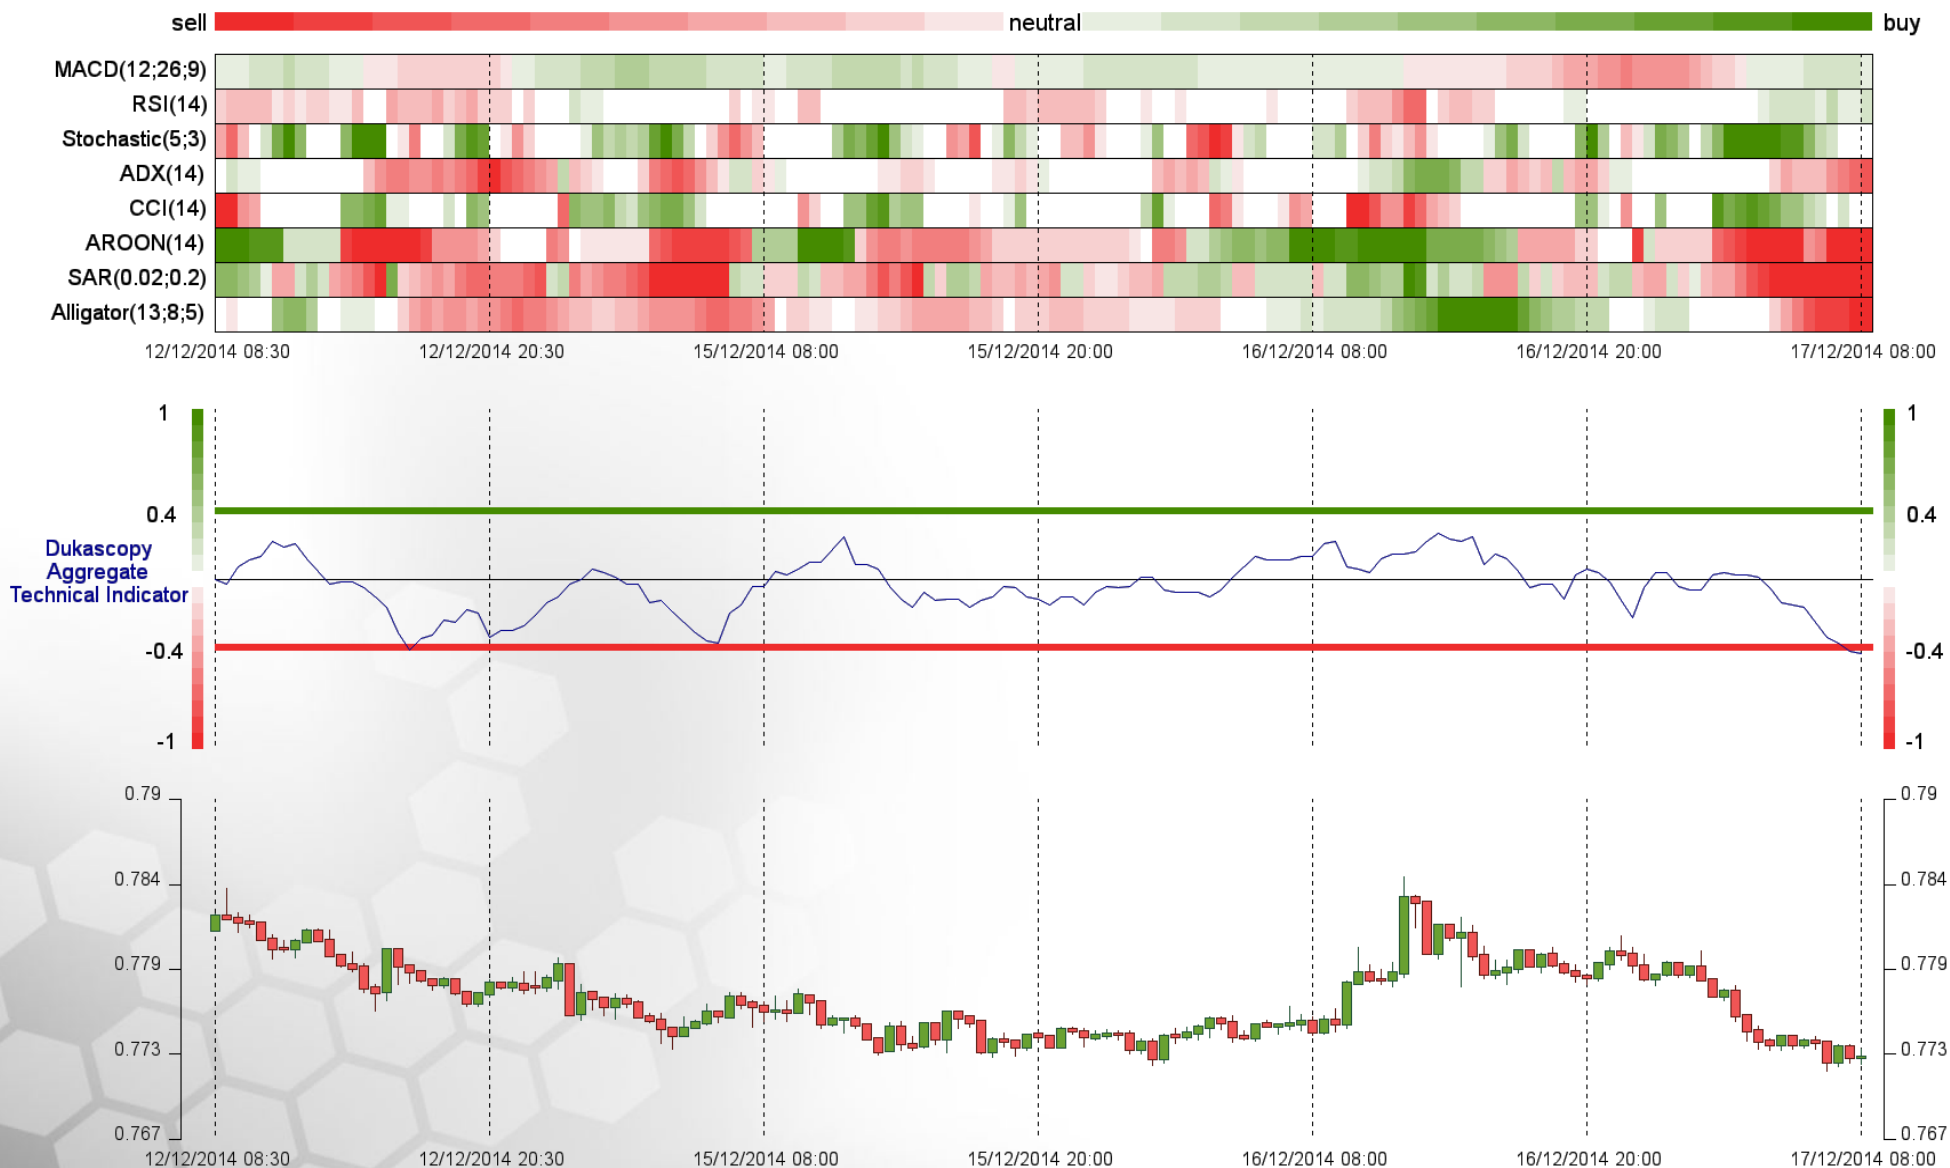 sell neutral buy
MACD(12;26;9)
RSI(14)
Stochastic(5;3)
ADX(14)
CCI(14)
AROON(14)
SAR(0.02;0.2)
Alligator(13;8;5)
12/12/2014 08:30 12/12/2014 20:30 15/12/2014 08:00 15/12/2014 20:00 16/12/2014 08:00 16/12/2014 20:00 17/12/2014 08:00
1 1
0.4 0.4
Dukascopy
Aggregate
Technical Indicator
-0.4 -0.4
-1 -1
0.79 0.79
0.784 0.784
0.779 0.779
0.773 0.773
0.767 0.767
12/12/2014 08:30 12/12/2014 20:30 15/12/2014 08:00 15/12/2014 20:00 16/12/2014 08:00 16/12/2014 20:00 17/12/2014 08:00